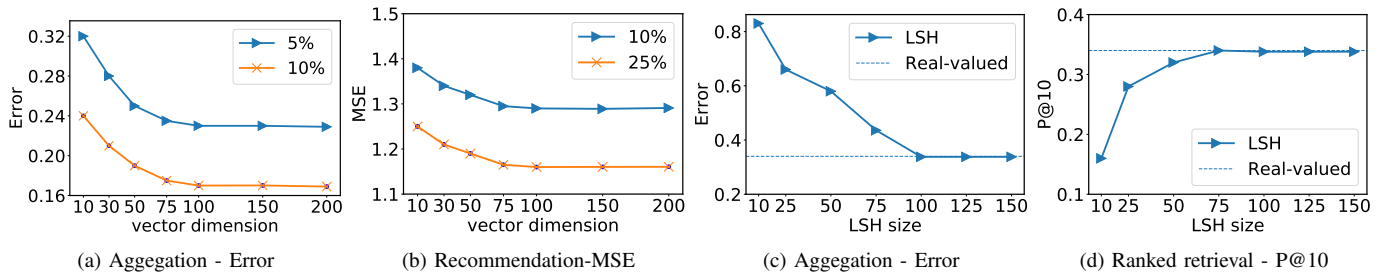 Error
0.32
0.28
0.24
0.20
0.16
5%
10%
10 30 50 75 100 150 200
vector dimension
(a) Aggegation - Error
MSE
1.5
1.4
1.3
1.2
1.1
10%
25%
10 30 50 75 100 150 200
vector dimension
(b) Recommendation-MSE
Error
0.8
0.6
0.4
0.2
LSH
Real-valued
10 25 50 75 100 125 150
LSH size
(c) Aggegation - Error
P@10
0.4
0.3
0.2
0.1
LSH
Real-valued
10 25 50 75 100 125 150
LSH size
(d) Ranked retrieval - P@10